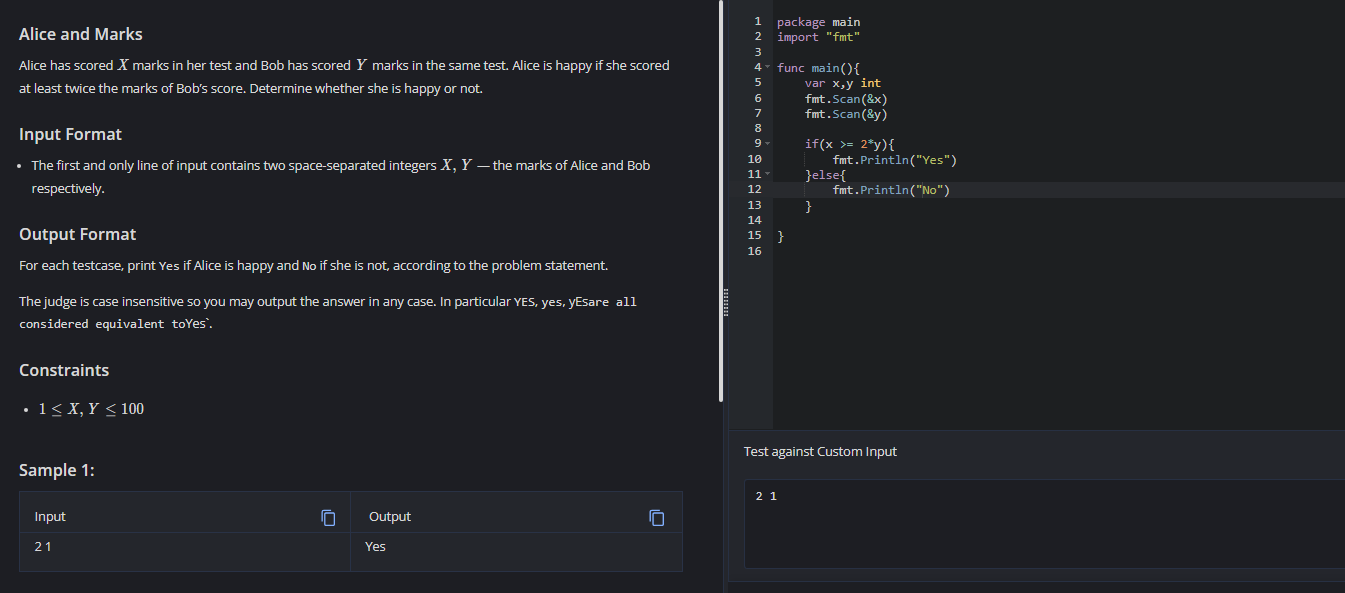 Alice and Marks
Alice has scored X marks in her test and Bob has scored Y marks in the same test. Alice is happy if she scored
at least twice the marks of Bob's score. Determine whether she is happy or not.
Input Format
• The first and only line of input contains two space-separated integers X, Y — the marks of Alice and Bob
respectively.
Output Format
For each testcase, print Yes if Alice is happy and No if she is not, according to the problem statement.
The judge is case insensitive so you may output the answer in any case. In particular YES, yes, yEsare all
considered equivalent toYes`.
Constraints
• 1 ≤ X, Y ≤ 100
Sample 1:
Input Output
2 1 Yes
1 package main
2 import "fmt"
3
4 func main(){
5 var x,y int
6 fmt.Scan(&x)
7 fmt.Scan(&y)
8
9 if(x >= 2*y){
10 fmt.Println("Yes")
11 }else{
12 fmt.Println("No")
13 }
14
15 }
16
Test against Custom Input
2 1